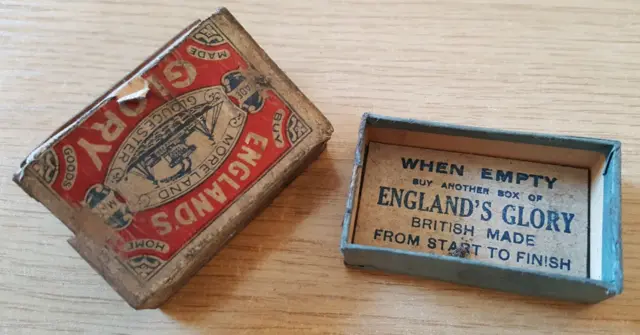 BUY
HOME
ENGLAND'S
MORELAND
GLOUCESTER
GLORY
MADE
GOODS
WHEN EMPTY
BUY ANOTHER BOX OF
ENGLAND'S GLORY
BRITISH MADE
FROM START TO FINISH